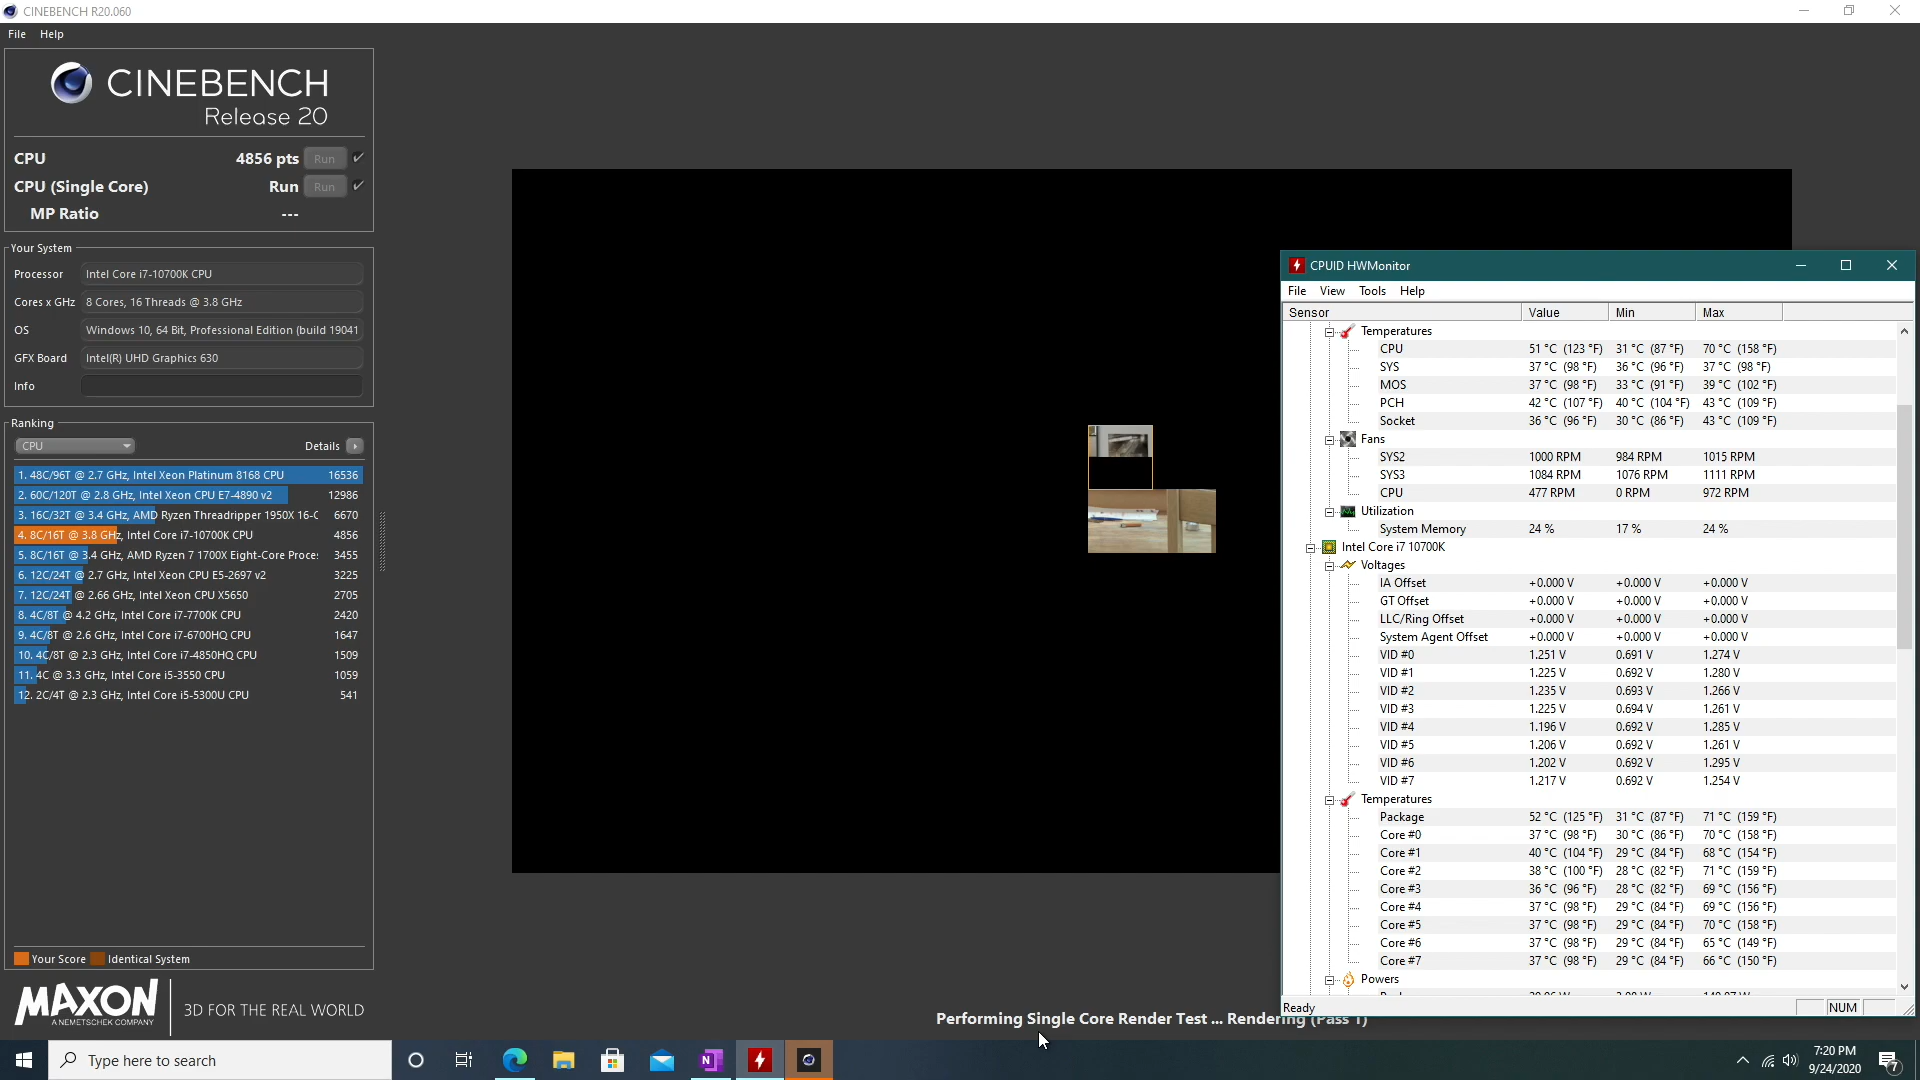 CINEBENCH R20.060
File Help
CINEBENCH
Release 20
CPU 4856 pts Run
CPU (Single Core) Run Run
MP Ratio ---
Your System
Processor Intel Core i7-10700K CPU
Cores x GHz 8 Cores, 16 Threads @ 3.8 GHz
OS Windows 10, 64 Bit, Professional Edition (build 19041
GFX Board Intel(R) UHD Graphics 630
Info
Ranking
CPU Details
1. 48C/96T @ 2.7 GHz, Intel Xeon Platinum 8168 CPU 16536
2. 60C/120T @ 2.8 GHz, Intel Xeon CPU E7-4890 v2 12986
3. 16C/32T @ 3.4 GHz, AMD Ryzen Threadripper 1950X 16-C 6670
4. 8C/16T @ 3.8 GHz, Intel Core i7-10700K CPU 4856
5. 8C/16T @ 3.4 GHz, AMD Ryzen 7 1700X Eight-Core Proce: 3455
6. 12C/24T @ 2.7 GHz, Intel Xeon CPU E5-2697 v2 3225
7. 12C/24T @ 2.66 GHz, Intel Xeon CPU X5650 2705
8. 4C/8T @ 4.2 GHz, Intel Core i7-7700K CPU 2420
9. 4C/8T @ 2.6 GHz, Intel Core i7-6700HQ CPU 1647
10. 4C/8T @ 2.3 GHz, Intel Core i7-4850HQ CPU 1509
11. 4C @ 3.3 GHz, Intel Core i5-3550 CPU 1059
12. 2C/4T @ 2.3 GHz, Intel Core i5-5300U CPU 541
Your Score Identical System
MAXON
A NEMETSCHEK COMPANY
3D FOR THE REAL WORLD
Performing Single Core Render Test ... Rendering (Pass 1)
CPUID HWMonitor
File View Tools Help
Sensor Value Min Max
Temperatures
CPU 51 °C (123 °F) 31 °C (87 °F) 70 °C (158 °F)
SYS 37 °C (98 °F) 36 °C (96 °F) 37 °C (98 °F)
MOS 37 °C (98 °F) 33 °C (91 °F) 39 °C (102 °F)
PCH 42 °C (107 °F) 40 °C (104 °F) 43 °C (109 °F)
Socket 36 °C (96 °F) 30 °C (86 °F) 43 °C (109 °F)
Fans
SYS2 1000 RPM 984 RPM 1015 RPM
SYS3 1084 RPM 1076 RPM 1111 RPM
CPU 477 RPM 0 RPM 972 RPM
Utilization
System Memory 24 % 17 % 24 %
Intel Core i7 10700K
Voltages
IA Offset +0.000 V +0.000 V +0.000 V
GT Offset +0.000 V +0.000 V +0.000 V
LLC/Ring Offset +0.000 V +0.000 V +0.000 V
System Agent Offset +0.000 V +0.000 V +0.000 V
VID #0 1.251 V 0.691 V 1.274 V
VID #1 1.225 V 0.692 V 1.280 V
VID #2 1.235 V 0.693 V 1.266 V
VID #3 1.225 V 0.694 V 1.261 V
VID #4 1.196 V 0.692 V 1.285 V
VID #5 1.206 V 0.692 V 1.261 V
VID #6 1.202 V 0.692 V 1.295 V
VID #7 1.217 V 0.692 V 1.254 V
Temperatures
Package 52 °C (125 °F) 31 °C (87 °F) 71 °C (159 °F)
Core #0 37 °C (98 °F) 30 °C (86 °F) 70 °C (158 °F)
Core #1 40 °C (104 °F) 29 °C (84 °F) 68 °C (154 °F)
Core #2 38 °C (100 °F) 28 °C (82 °F) 71 °C (159 °F)
Core #3 36 °C (96 °F) 28 °C (82 °F) 69 °C (156 °F)
Core #4 37 °C (98 °F) 29 °C (84 °F) 69 °C (156 °F)
Core #5 37 °C (98 °F) 29 °C (84 °F) 70 °C (158 °F)
Core #6 37 °C (98 °F) 29 °C (84 °F) 65 °C (149 °F)
Core #7 37 °C (98 °F) 29 °C (84 °F) 66 °C (150 °F)
Powers
Ready NUM
Type here to search
7:20 PM
9/24/2020
7